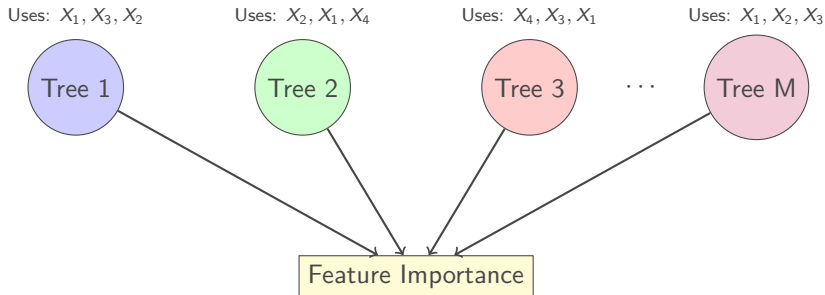 Uses: X₁, X₃, X₂
Uses: X₂, X₁, X₄
Uses: X₄, X₃, X₁
Uses: X₁, X₂, X₃
Tree 1
Tree 2
Tree 3
...
Tree M
Feature Importance